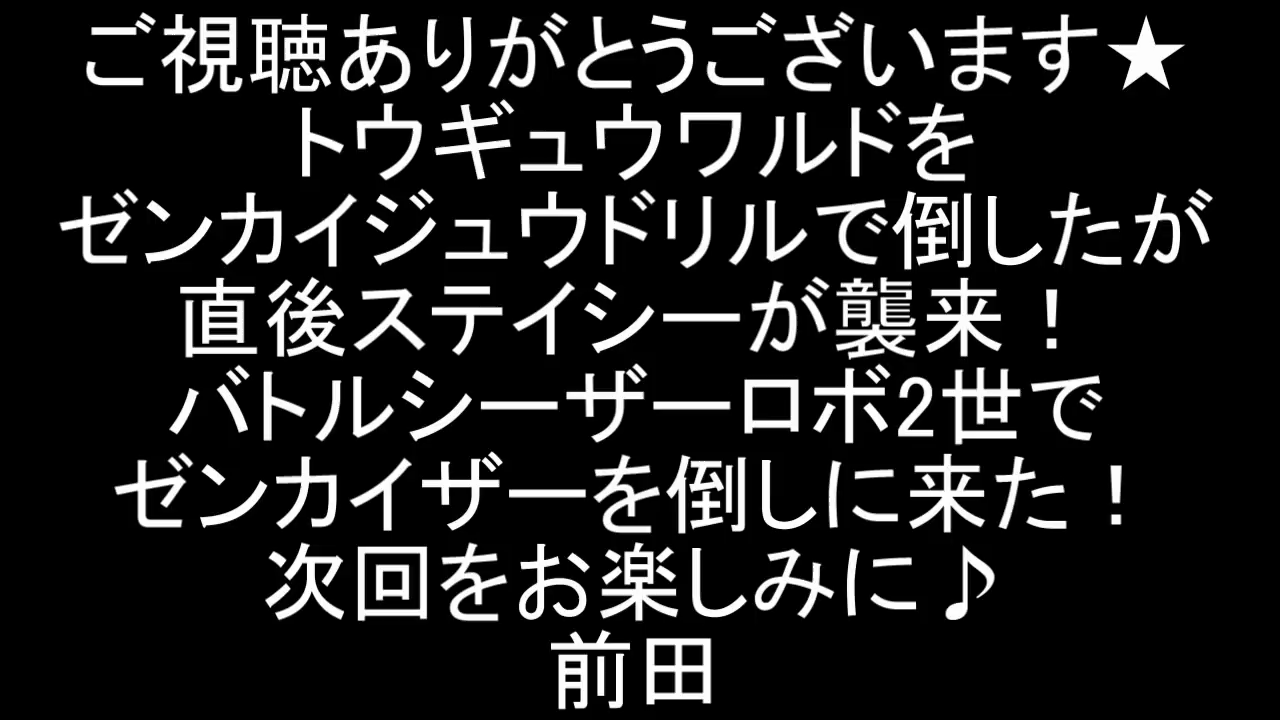 ご視聴ありがとうございます★
トウギュウワルドを
ゼンカイジュウドリルで倒したが
直後ステイシーが襲来！
バトルシーザーロボ2世で
ゼンカイザーを倒しに来た！
次回をお楽しみに♪
前田